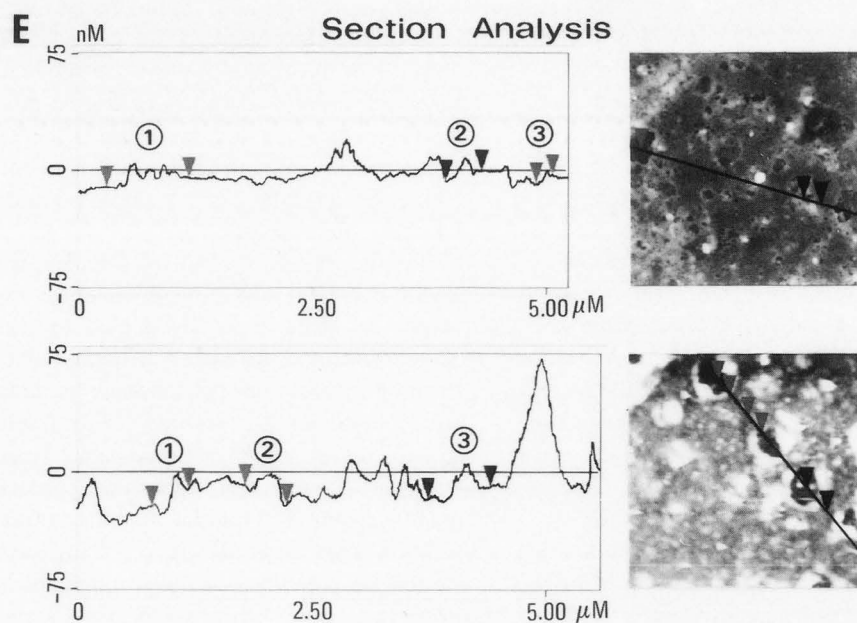 E Section Analysis
nM
75
① ② ③
0
-75
0 2.50 5.00 μM
75
① ② ③
0
-75
0 2.50 5.00 μM